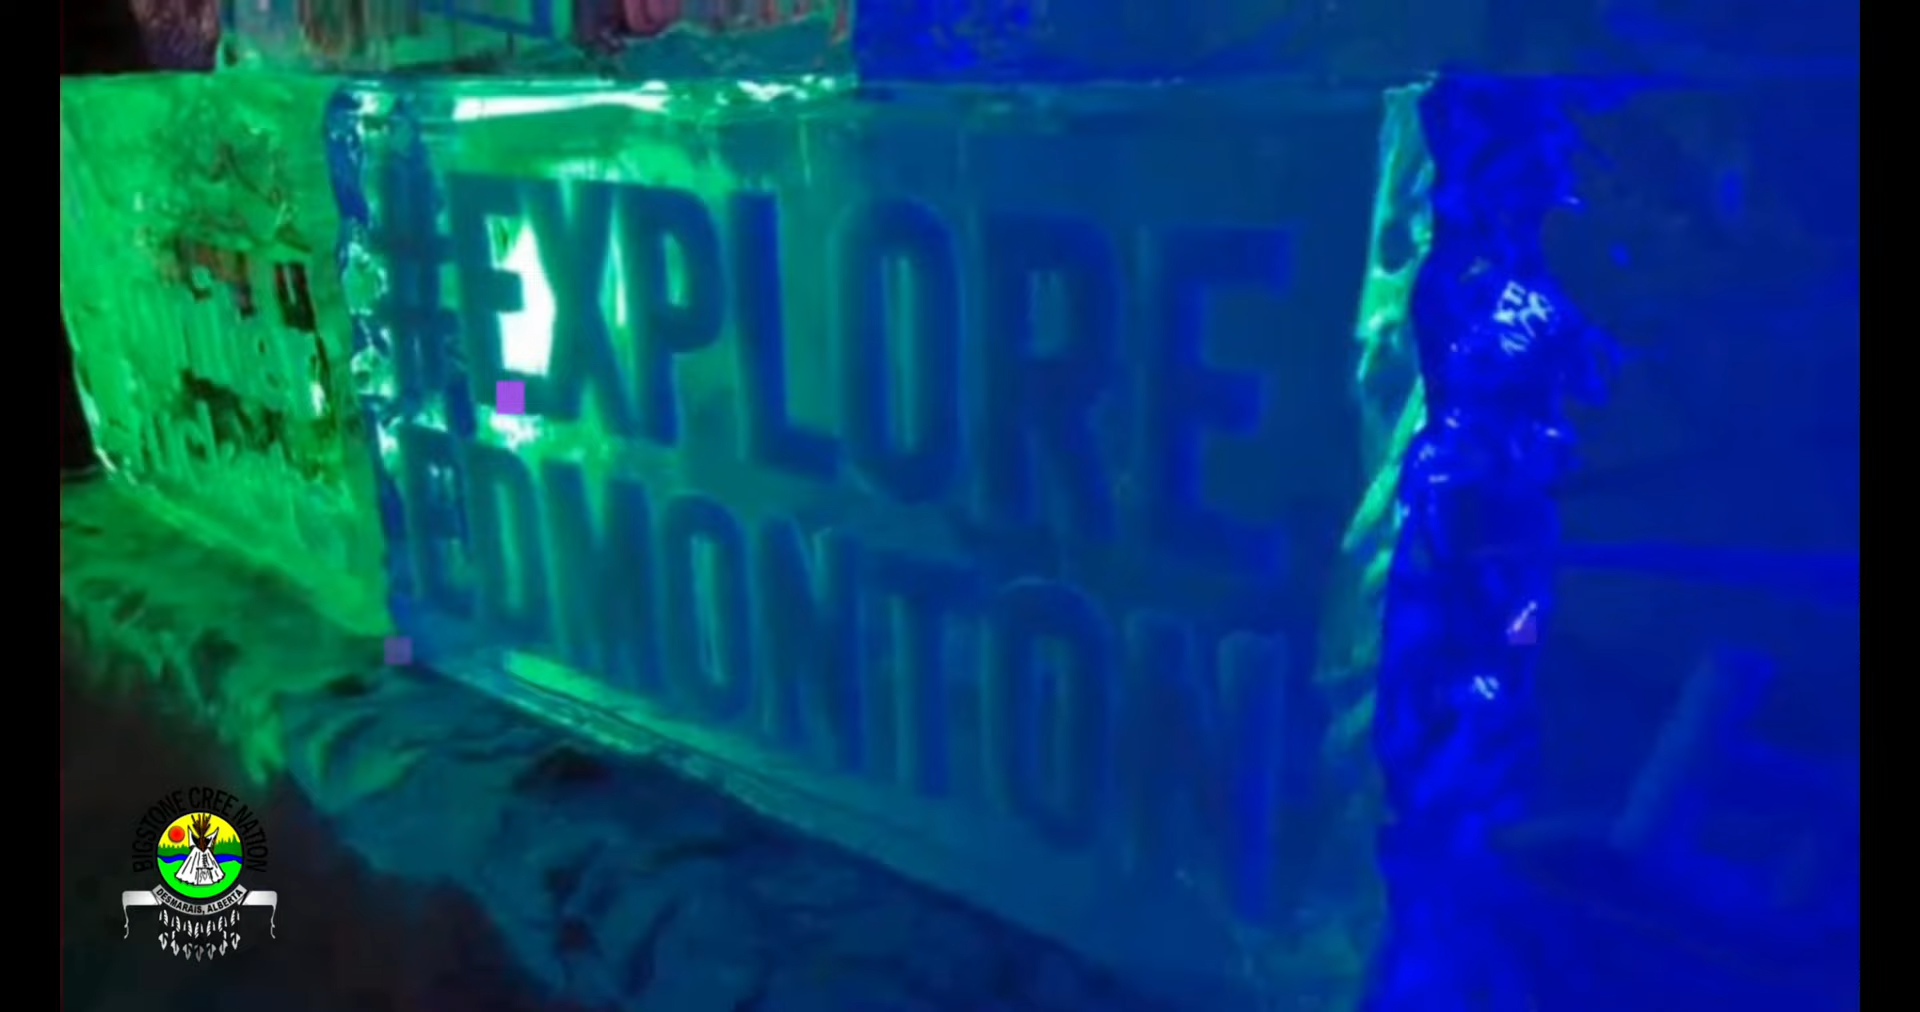 #EXPLORE
EDMONTON
BIGSTONE CREE NATION
DESMARAIS, ALBERTA